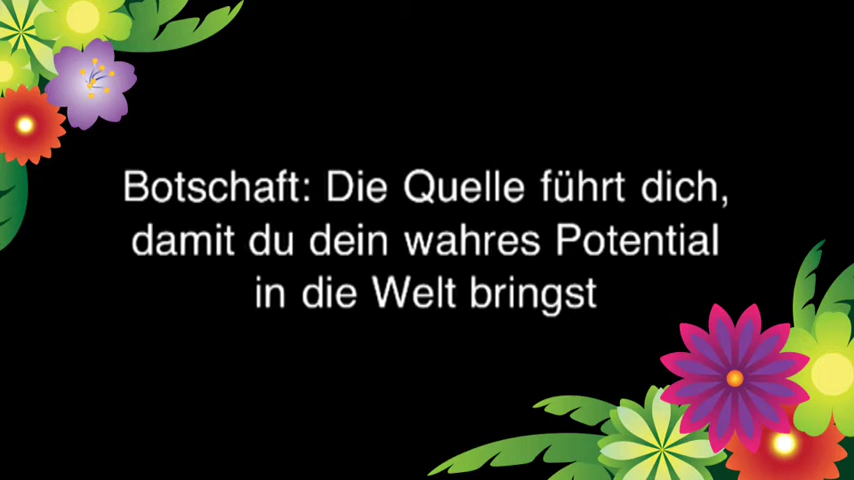 Botschaft: Die Quelle führt dich,
damit du dein wahres Potential
in die Welt bringst